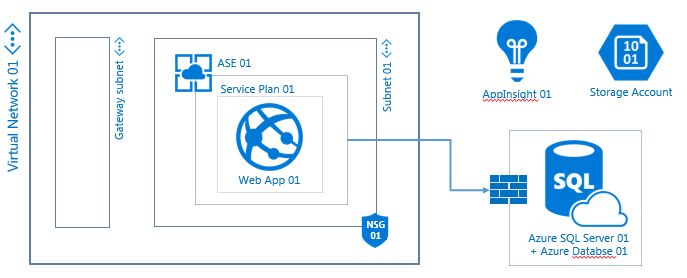 Virtual Network 01
Gateway subnet
ASE 01
Service Plan 01
Web App 01
Subnet 01
NSG
01
AppInsight 01
10
01
Storage Account
SQL
Azure SQL Server 01
+ Azure Databse 01